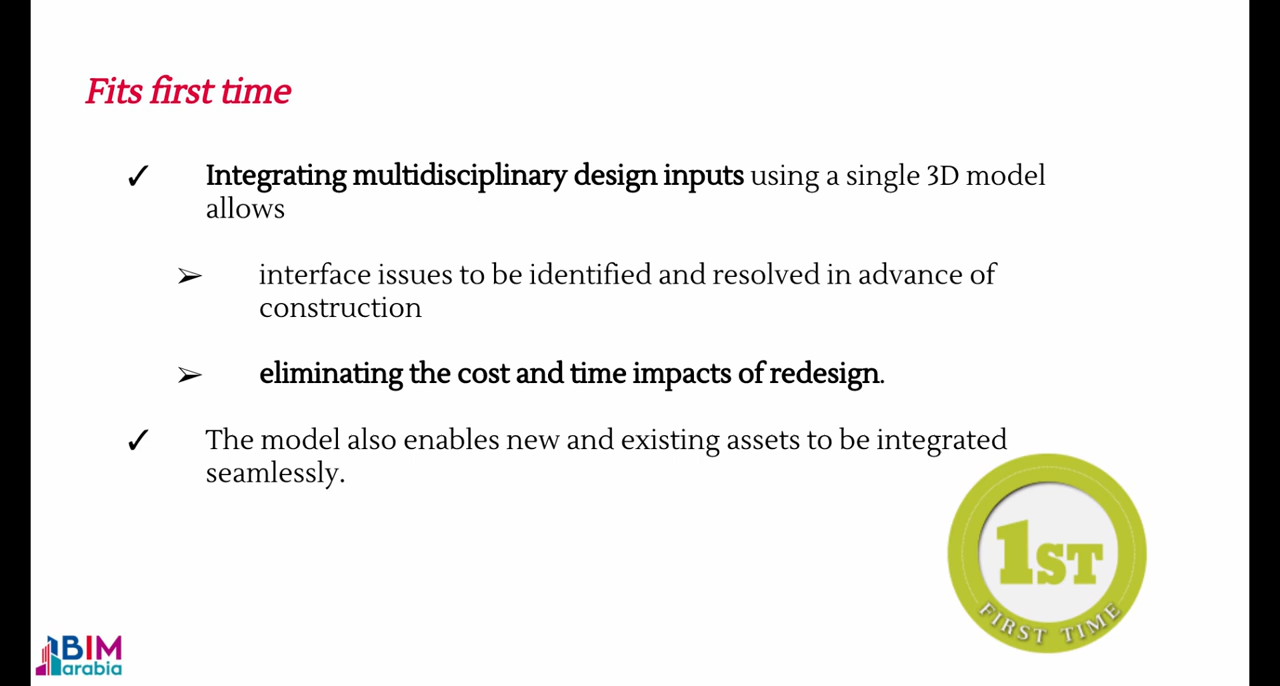 Fits first time
✓ Integrating multidisciplinary design inputs using a single 3D model
allows
➢ interface issues to be identified and resolved in advance of
construction
➢ eliminating the cost and time impacts of redesign.
✓ The model also enables new and existing assets to be integrated
seamlessly.
1ST
FIRST TIME
BIM
arabia